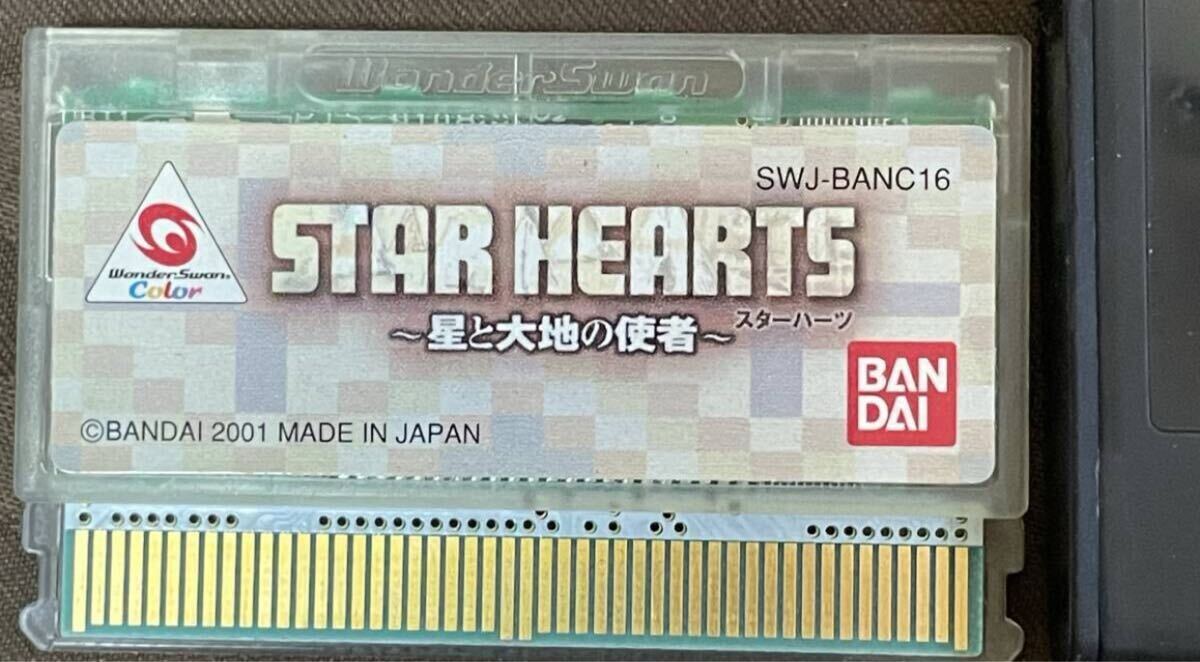 WonderSwan
SWJ-BANC16
WonderSwan
Color
STAR HEARTS
スターハーツ
～星と大地の使者～
BAN
DAI
©BANDAI 2001 MADE IN JAPAN